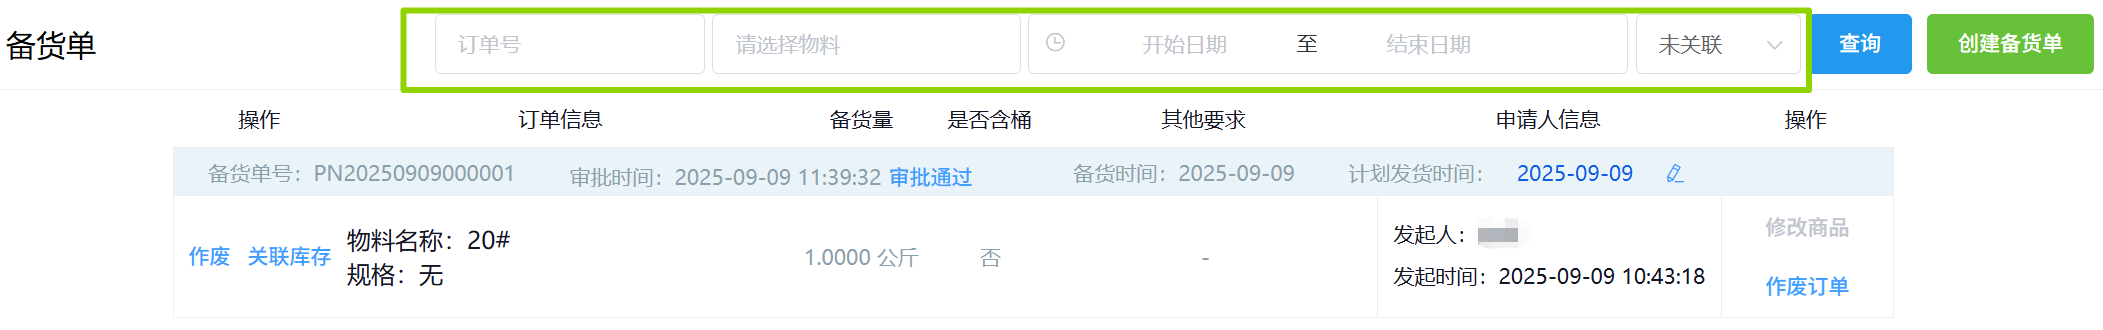 备货单
订单号 请选择物料 开始日期 至 结束日期 未关联 查询 创建备货单
操作 订单信息 备货量 是否含桶 其他要求 申请人信息 操作
备货单号：PN20250909000001 审批时间：2025-09-09 11:39:32 审批通过 备货时间：2025-09-09 计划发货时间： 2025-09-09
作废 关联库存 物料名称：20# 1.0000 公斤 否 - 发起人： 修改商品
规格：无 发起时间：2025-09-09 10:43:18 作废订单